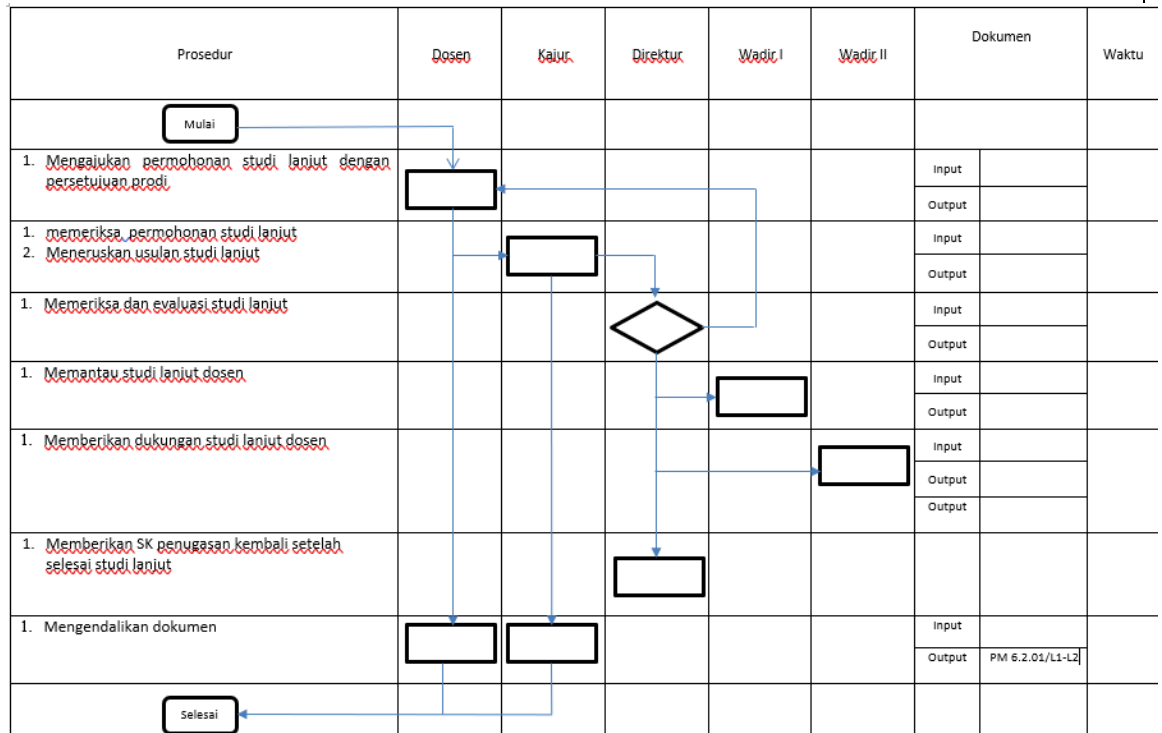 Prosedur
Dosen
Kajur
Direktur
Wadir I
Wadir II
Dokumen
Waktu
Mulai
1. Mengajukan permohonan studi lanjut dengan
persetujuan prodi
Input
Output
1. memeriksa permohonan studi lanjut
2. Meneruskan usulan studi lanjut
Input
Output
1. Memeriksa dan evaluasi studi lanjut
Input
Output
1. Memantau studi lanjut dosen
Input
Output
1. Memberikan dukungan studi lanjut dosen
Input
Output
Output
1. Memberikan SK penugasan kembali setelah
selesai studi lanjut
1. Mengendalikan dokumen
Input
Output PM 6.2.01/L1-L2
Selesai